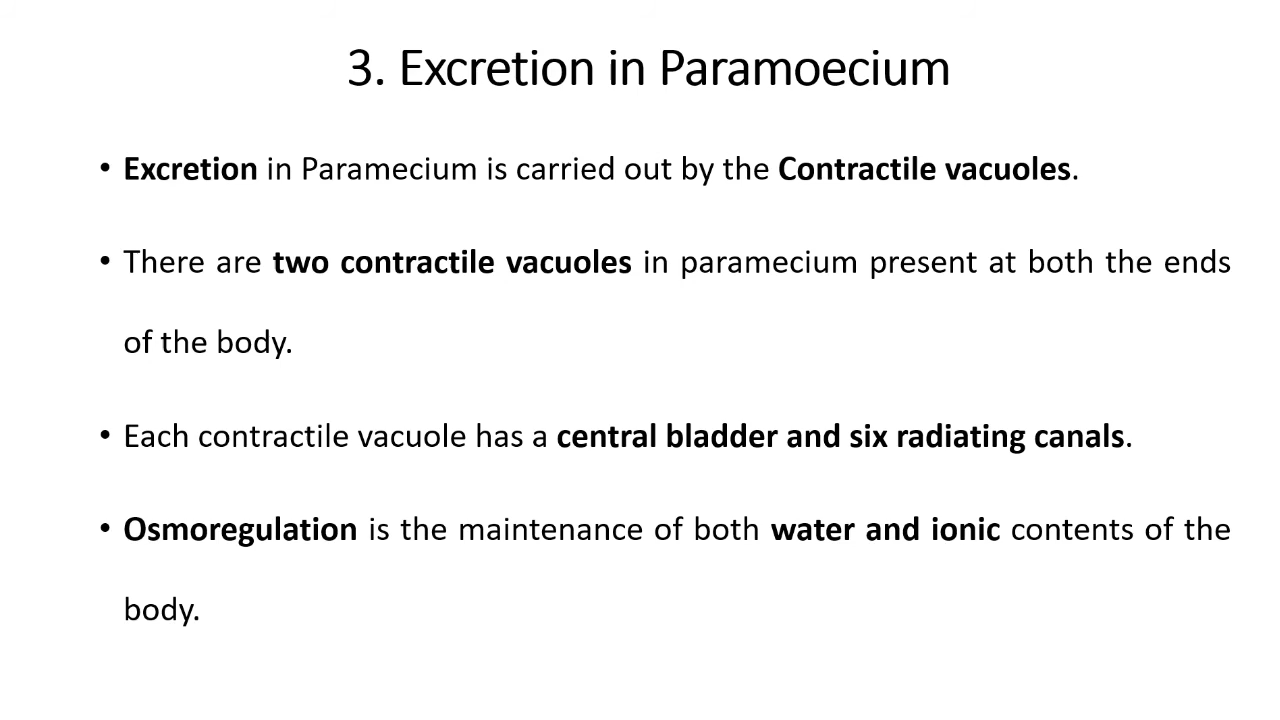 3. Excretion in Paramoecium
• Excretion in Paramecium is carried out by the Contractile vacuoles.
• There are two contractile vacuoles in paramecium present at both the ends
of the body.
• Each contractile vacuole has a central bladder and six radiating canals.
• Osmoregulation is the maintenance of both water and ionic contents of the
body.